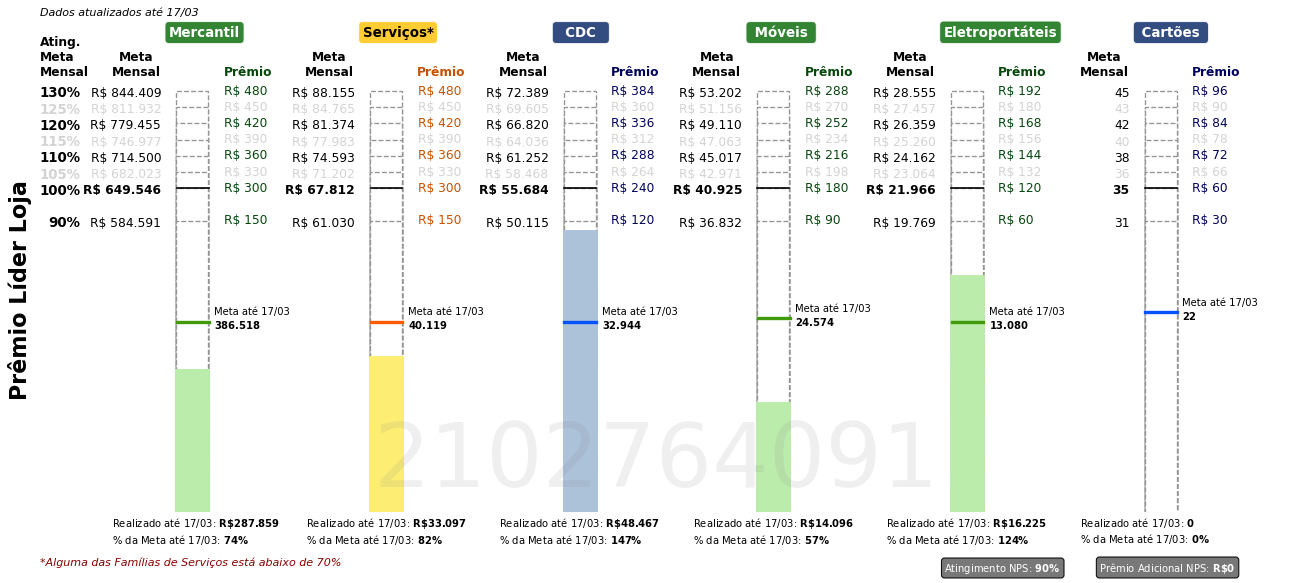 Dados atualizados até 17/03
Mercantil Serviços* CDC Móveis Eletroportáteis Cartões
Ating. Meta Mensal
Meta Mensal Prêmio Meta Mensal Prêmio Meta Mensal Prêmio Meta Mensal Prêmio Meta Mensal Prêmio Meta Mensal Prêmio
130% R$ 844.409 R$ 480 R$ 88.155 R$ 480 R$ 72.389 R$ 384 R$ 53.202 R$ 288 R$ 28.555 R$ 192 45 R$ 96
125% R$ 811.932 R$ 450 R$ 84.765 R$ 450 R$ 69.605 R$ 360 R$ 51.156 R$ 270 R$ 27.457 R$ 180 43 R$ 90
120% R$ 779.455 R$ 420 R$ 81.374 R$ 420 R$ 66.820 R$ 336 R$ 49.110 R$ 252 R$ 26.359 R$ 168 42 R$ 84
115% R$ 746.977 R$ 390 R$ 77.983 R$ 390 R$ 64.036 R$ 312 R$ 47.063 R$ 234 R$ 25.260 R$ 156 40 R$ 78
110% R$ 714.500 R$ 360 R$ 74.593 R$ 360 R$ 61.252 R$ 288 R$ 45.017 R$ 216 R$ 24.162 R$ 144 38 R$ 72
105% R$ 682.023 R$ 330 R$ 71.202 R$ 330 R$ 58.468 R$ 264 R$ 42.971 R$ 198 R$ 23.064 R$ 132 36 R$ 66
100% R$ 649.546 R$ 300 R$ 67.812 R$ 300 R$ 55.684 R$ 240 R$ 40.925 R$ 180 R$ 21.966 R$ 120 35 R$ 60
90% R$ 584.591 R$ 150 R$ 61.030 R$ 150 R$ 50.115 R$ 120 R$ 36.832 R$ 90 R$ 19.769 R$ 60 31 R$ 30
Prêmio Líder Loja
Meta até 17/03 Meta até 17/03 Meta até 17/03 Meta até 17/03 Meta até 17/03 Meta até 17/03
386.518 40.119 32.944 24.574 13.080 22
2102764091
Realizado até 17/03: R$287.859 Realizado até 17/03: R$33.097 Realizado até 17/03: R$48.467 Realizado até 17/03: R$14.096 Realizado até 17/03: R$16.225 Realizado até 17/03: 0
% da Meta até 17/03: 74% % da Meta até 17/03: 82% % da Meta até 17/03: 147% % da Meta até 17/03: 57% % da Meta até 17/03: 124% % da Meta até 17/03: 0%
*Alguma das Famílias de Serviços está abaixo de 70%
Atingimento NPS: 90% Prêmio Adicional NPS: R$0